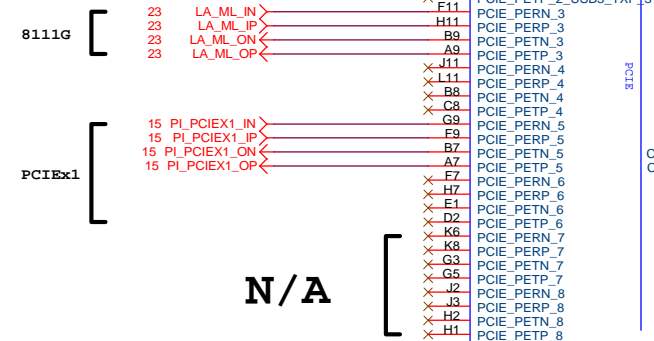 F11 PCIE_PETP_2_USB3_TXP_3
23 LA_ML_IN PCIE_PERN_3
23 LA_ML_IP H11 PCIE_PERP_3
8111G 23 LA_ML_ON B9 PCIE_PETN_3
23 LA_ML_OP A9 PCIE_PETP_3
J11 PCIE_PERN_4
L11 PCIE_PERP_4
B8 PCIE_PETN_4
C8 PCIE_PETP_4
PCIE
15 PI_PCIEX1_IN G9 PCIE_PERN_5
15 PI_PCIEX1_IP F9 PCIE_PERP_5
15 PI_PCIEX1_ON B7 PCIE_PETN_5
15 PI_PCIEX1_OP A7 PCIE_PETP_5
PCIEx1
F7 PCIE_PERN_6
H7 PCIE_PERP_6
E1 PCIE_PETN_6
D2 PCIE_PETP_6
K6 PCIE_PERN_7
K8 PCIE_PERP_7
G3 PCIE_PETN_7
G5 PCIE_PETP_7
N/A
J2 PCIE_PERN_8
J3 PCIE_PERP_8
H2 PCIE_PETN_8
H1 PCIE_PETP_8